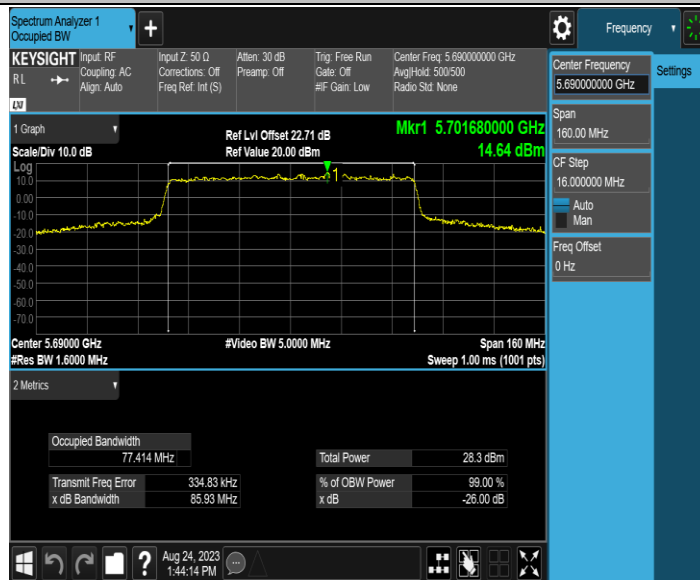 Spectrum Analyzer 1
Occupied BW
+
Frequency
KEYSIGHT
RL
LXI
Input: RF
Coupling: AC
Align: Auto
Input Z: 50 Ω
Corrections: Off
Freq Ref: Int (S)
Atten: 30 dB
Preamp: Off
Trig: Free Run
Gate: Off
#IF Gain: Low
Center Freq: 5.690000000 GHz
Avg|Hold: 500/500
Radio Std: None
Center Frequency
5.690000000 GHz
Settings
Span
160.00 MHz
CF Step
16.000000 MHz
Auto
Man
Freq Offset
0 Hz
1 Graph
Scale/Div 10.0 dB
Ref Lvl Offset 22.71 dB
Ref Value 20.00 dBm
Mkr1 5.701680000 GHz
14.64 dBm
Log
10.0
0.00
-10.0
-20.0
-30.0
-40.0
-50.0
-60.0
-70.0
1
Center 5.69000 GHz
#Res BW 1.6000 MHz
#Video BW 5.0000 MHz
Span 160 MHz
Sweep 1.00 ms (1001 pts)
2 Metrics
Occupied Bandwidth
77.414 MHz
Transmit Freq Error 334.83 kHz
x dB Bandwidth 85.93 MHz
Total Power 28.3 dBm
% of OBW Power 99.00 %
x dB -26.00 dB
?
Aug 24, 2023
1:44:14 PM